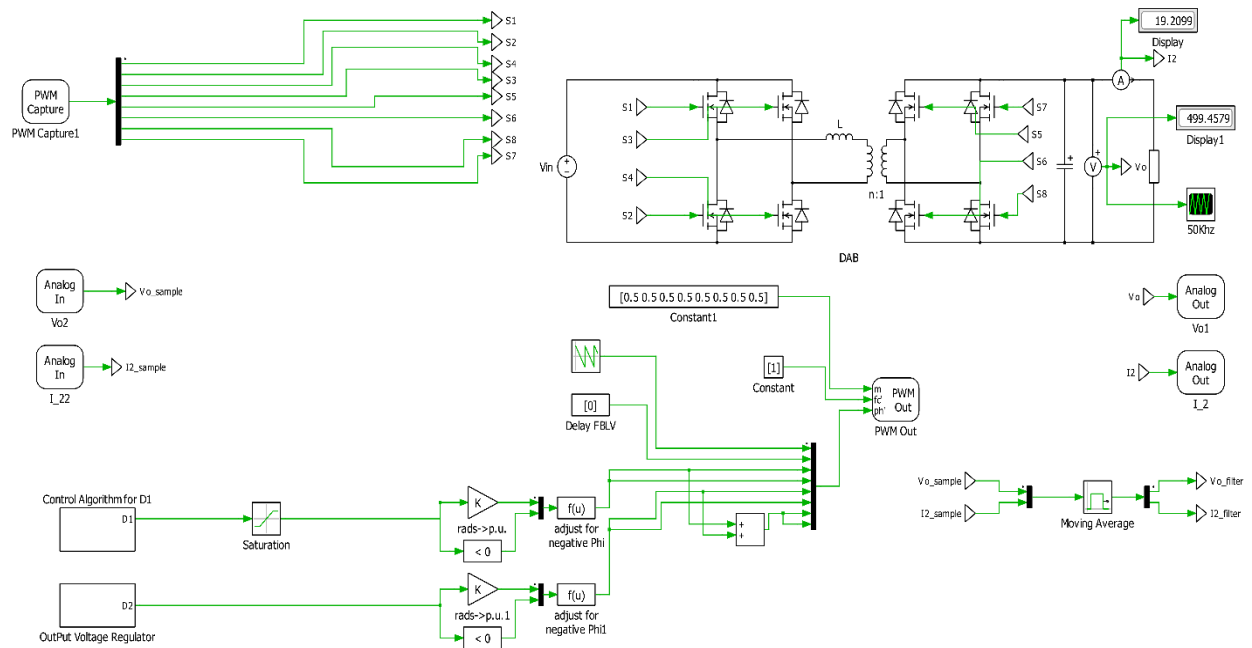 S1
S2
S4
S3
S5
S6
S8
S7
PWM
Capture
PWM Capture1
19.2099
Display
I2
A
499.4579
Display1
S1
S3
S4
S2
Vin
L
n:1
S7
S5
S6
S8
V
Vo
50Khz
DAB
Analog
In
Vo_sample
Vo2
Analog
In
I2_sample
I_22
[0.5 0.5 0.5 0.5 0.5 0.5 0.5 0.5]
Constant1
[1]
Constant
[0]
Delay FBLV
m
fc'
ph'
PWM
Out
PWM Out
Vo
Analog
Out
Vo1
I2
Analog
Out
I_2
Control Algorithm for D1
D1
Saturation
K
rads->p.u.
< 0
f(u)
adjust for
negative Phi
D2
OutPut Voltage Regulator
K
rads->p.u.1
< 0
f(u)
adjust for
negative Phi1
Vo_sample
I2_sample
Moving Average
Vo_filter
I2_filter